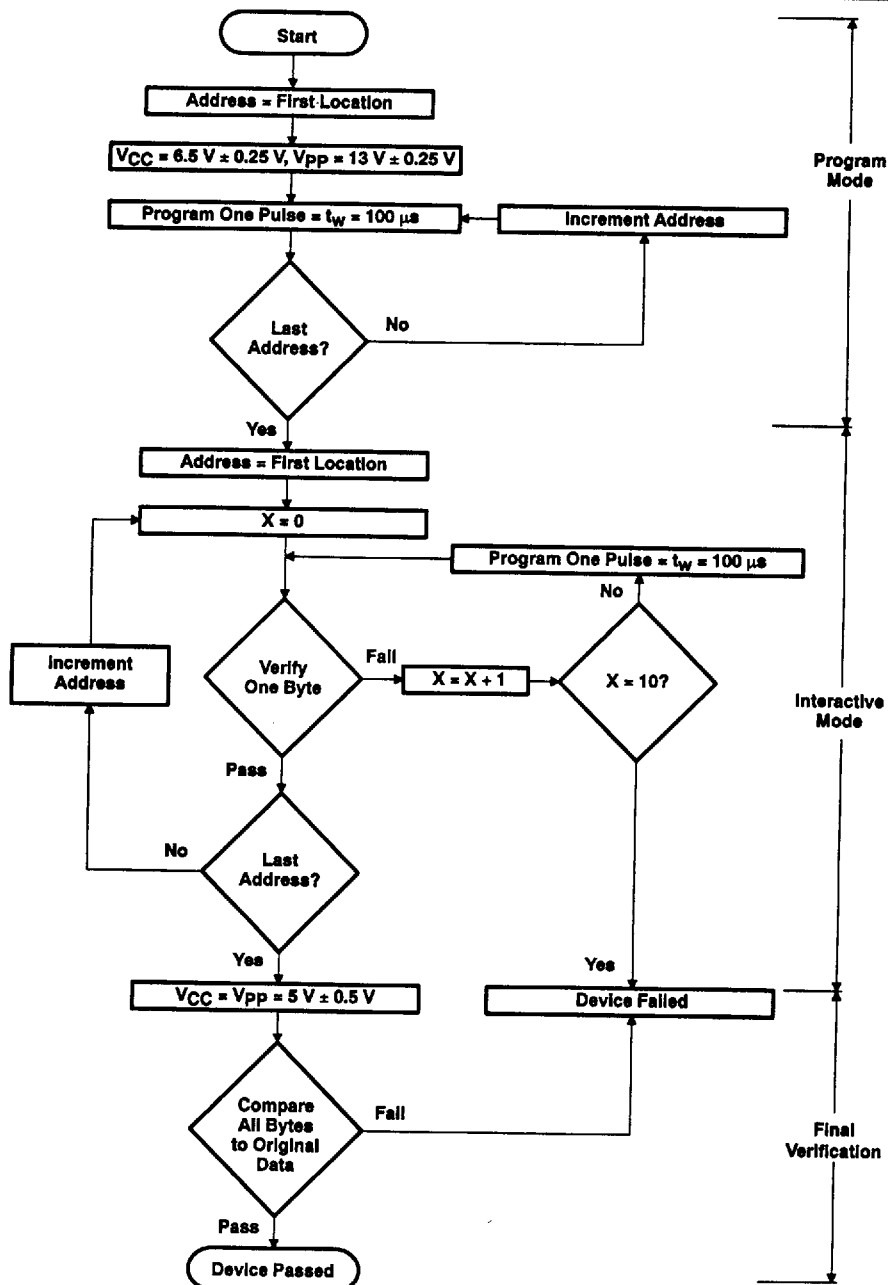 Start
Address = First Location
VCC = 6.5 V ± 0.25 V, VPP = 13 V ± 0.25 V
Program One Pulse = tw = 100 μs
Increment Address
Last
Address?
No
Yes
Program
Mode
Address = First Location
X = 0
Program One Pulse = tw = 100 μs
No
Increment
Address
Verify
One Byte
Fail
X = X + 1
X = 10?
Interactive
Mode
Pass
No
Last
Address?
Yes
Yes
VCC = VPP = 5 V ± 0.5 V
Device Failed
Compare
All Bytes
to Original
Data
Fail
Final
Verification
Pass
Device Passed